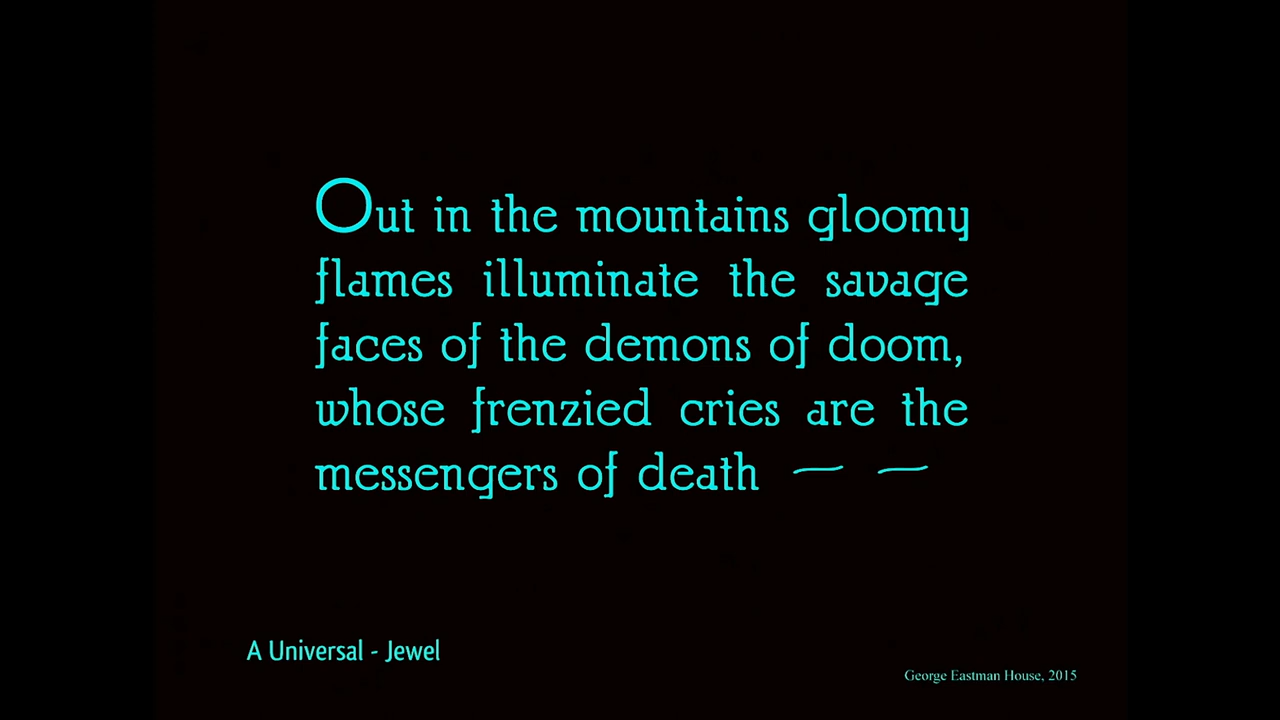 Out in the mountains gloomy
flames illuminate the savage
faces of the demons of doom,
whose frenzied cries are the
messengers of death — —
A Universal - Jewel
George Eastman House, 2015